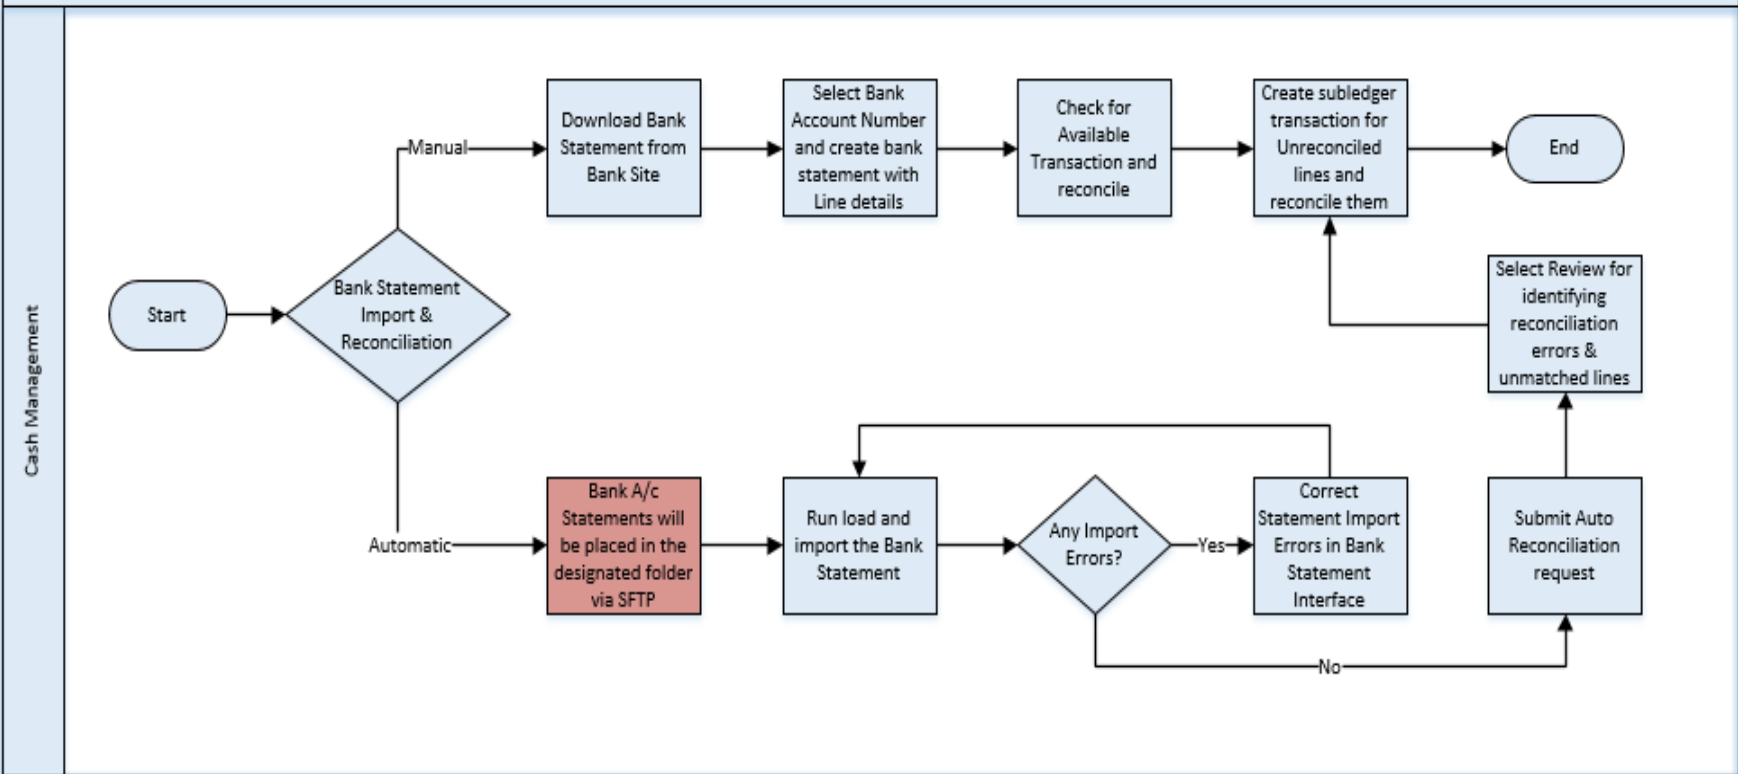 Cash Management
Start
Bank Statement
Import &
Reconciliation
Manual
Download Bank
Statement from
Bank Site
Select Bank
Account Number
and create bank
statement with
Line details
Check for
Available
Transaction and
reconcile
Create subledger
transaction for
Unreconciled
lines and
reconcile them
End
Select Review for
identifying
reconciliation
errors &
unmatched lines
Automatic
Bank A/c
Statements will
be placed in the
designated folder
via SFTP
Run load and
import the Bank
Statement
Any Import
Errors?
Yes
Correct
Statement Import
Errors in Bank
Statement
Interface
Submit Auto
Reconciliation
request
No